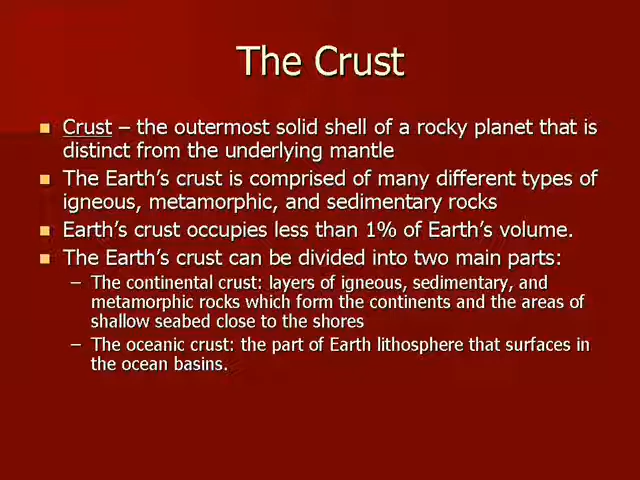 The Crust
Crust – the outermost solid shell of a rocky planet that is
distinct from the underlying mantle
The Earth's crust is comprised of many different types of
igneous, metamorphic, and sedimentary rocks
Earth's crust occupies less than 1% of Earth's volume.
The Earth's crust can be divided into two main parts:
– The continental crust: layers of igneous, sedimentary, and
metamorphic rocks which form the continents and the areas of
shallow seabed close to the shores
– The oceanic crust: the part of Earth lithosphere that surfaces in
the ocean basins.